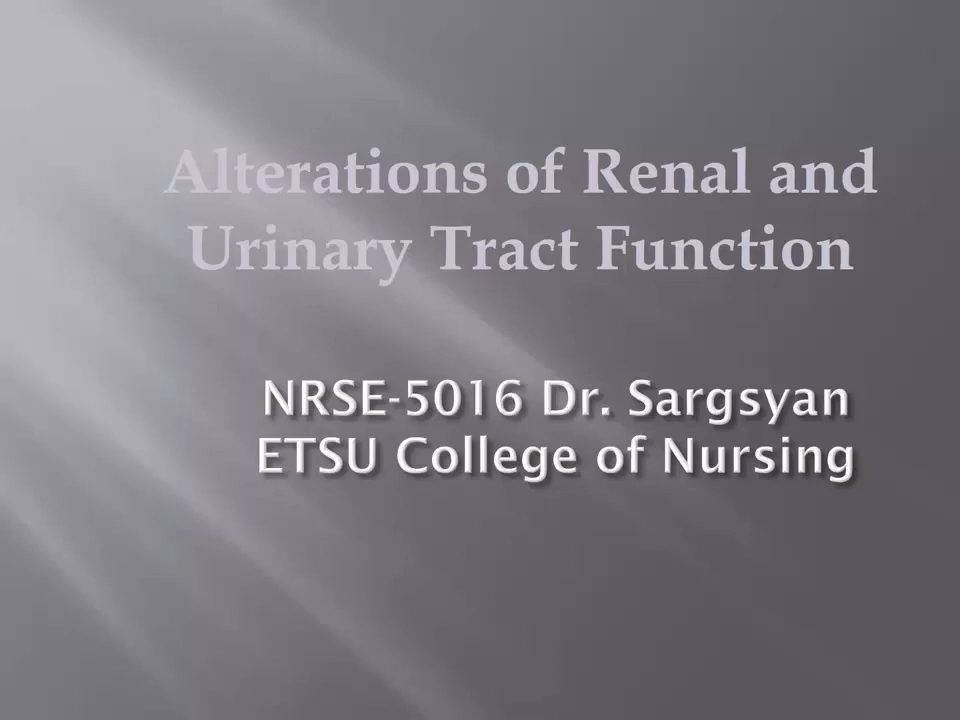 Alterations of Renal and
Urinary Tract Function
NRSE-5016 Dr. Sargsyan
ETSU College of Nursing